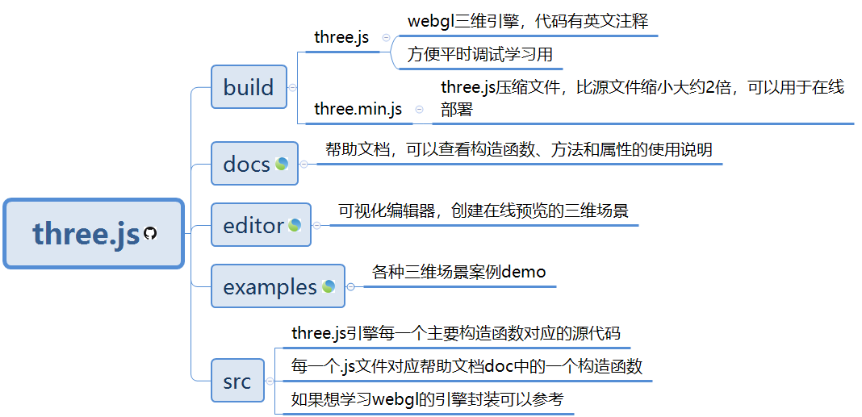 three.js
build
three.js
webgl三维引擎，代码有英文注释
方便平时调试学习用
three.min.js
three.js压缩文件，比源文件缩小大约2倍，可以用于在线
部署
docs
帮助文档，可以查看构造函数、方法和属性的使用说明
editor
可视化编辑器，创建在线预览的三维场景
examples
各种三维场景案例demo
src
three.js引擎每一个主要构造函数对应的源代码
每一个.js文件对应帮助文档doc中的一个构造函数
如果想学习webgl的引擎封装可以参考